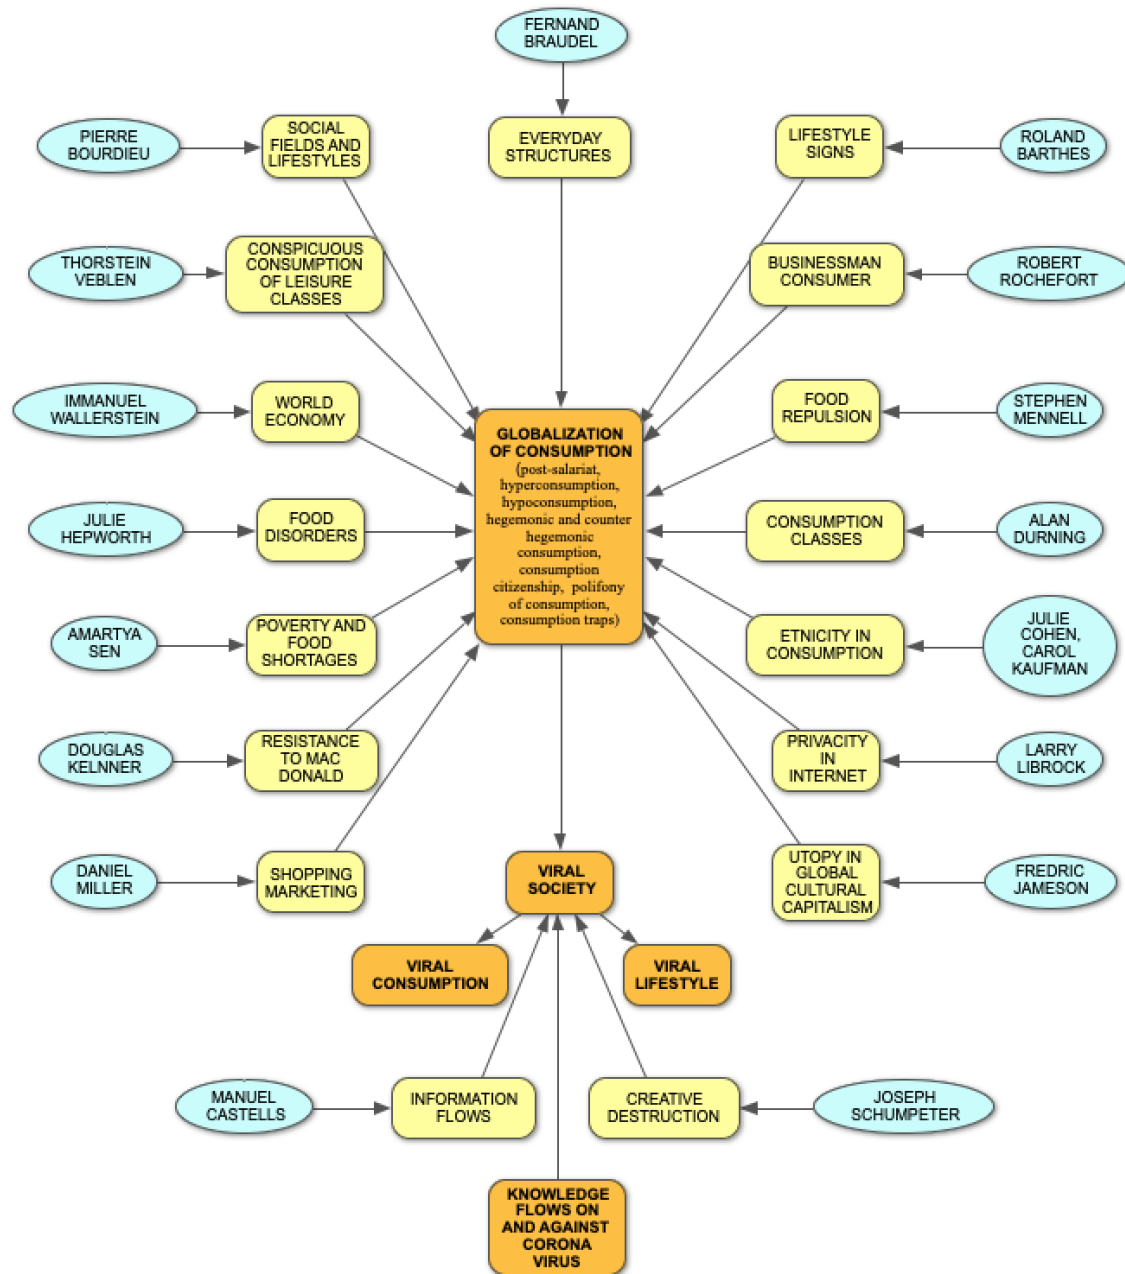 FERNAND
BRAUDEL
PIERRE
BOURDIEU
SOCIAL
FIELDS AND
LIFESTYLES
EVERYDAY
STRUCTURES
LIFESTYLE
SIGNS
ROLAND
BARTHES
THORSTEIN
VEBLEN
CONSPICUOUS
CONSUMPTION
OF LEISURE
CLASSES
BUSINESSMAN
CONSUMER
ROBERT
ROCHEFORT
IMMANUEL
WALLERSTEIN
WORLD
ECONOMY
FOOD
REPULSION
STEPHEN
MENNELL
GLOBALIZATION
OF CONSUMPTION
(post-salariat,
hyperconsumption,
hypoconsumption,
hegemonic and counter
hegemonic
consumption,
consumption
citizenship, polifony
of consumption,
consumption traps)
JULIE
HEPWORTH
FOOD
DISORDERS
CONSUMPTION
CLASSES
ALAN
DURNING
AMARTYA
SEN
POVERTY AND
FOOD
SHORTAGES
ETNICITY IN
CONSUMPTION
JULIE
COHEN,
CAROL
KAUFMAN
DOUGLAS
KELNNER
RESISTANCE
TO MAC
DONALD
PRIVACITY
IN
INTERNET
LARRY
LIBROCK
DANIEL
MILLER
SHOPPING
MARKETING
VIRAL
SOCIETY
UTOPY IN
GLOBAL
CULTURAL
CAPITALISM
FREDRIC
JAMESON
VIRAL
CONSUMPTION
VIRAL
LIFESTYLE
MANUEL
CASTELLS
INFORMATION
FLOWS
CREATIVE
DESTRUCTION
JOSEPH
SCHUMPETER
KNOWLEDGE
FLOWS ON
AND AGAINST
CORONA
VIRUS